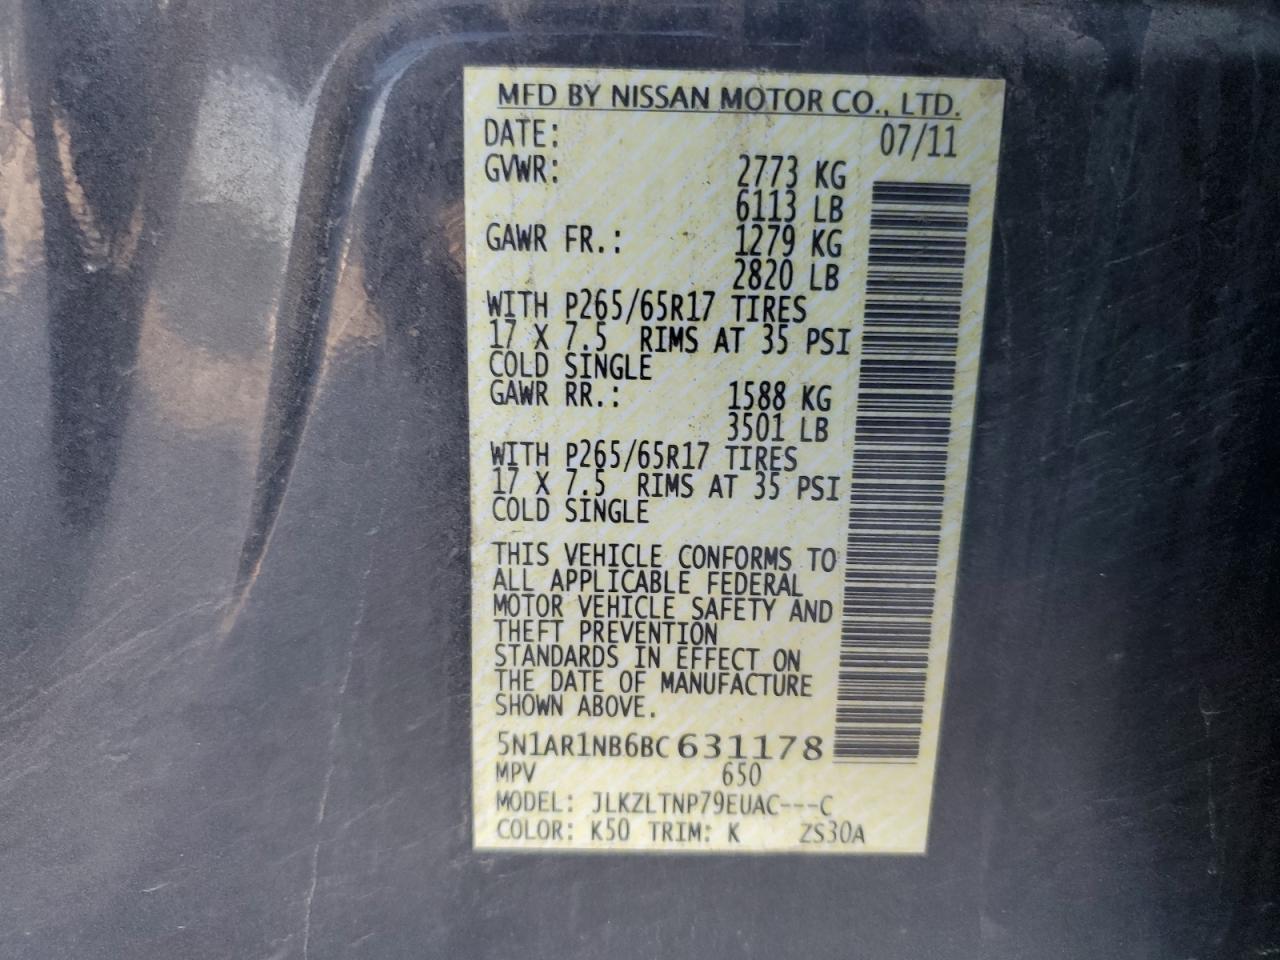 MFD BY NISSAN MOTOR CO., LTD.
DATE: 07/11
GVWR: 2773 KG
6113 LB
GAWR FR.: 1279 KG
2820 LB
WITH P265/65R17 TIRES
17 X 7.5 RIMS AT 35 PSI
COLD SINGLE
GAWR RR.: 1588 KG
3501 LB
WITH P265/65R17 TIRES
17 X 7.5 RIMS AT 35 PSI
COLD SINGLE
THIS VEHICLE CONFORMS TO
ALL APPLICABLE FEDERAL
MOTOR VEHICLE SAFETY AND
THEFT PREVENTION
STANDARDS IN EFFECT ON
THE DATE OF MANUFACTURE
SHOWN ABOVE.
5N1AR1NB6BC631178
MPV 650
MODEL: JLKZLTNP79EUAC---C
COLOR: K50 TRIM: K ZS30A